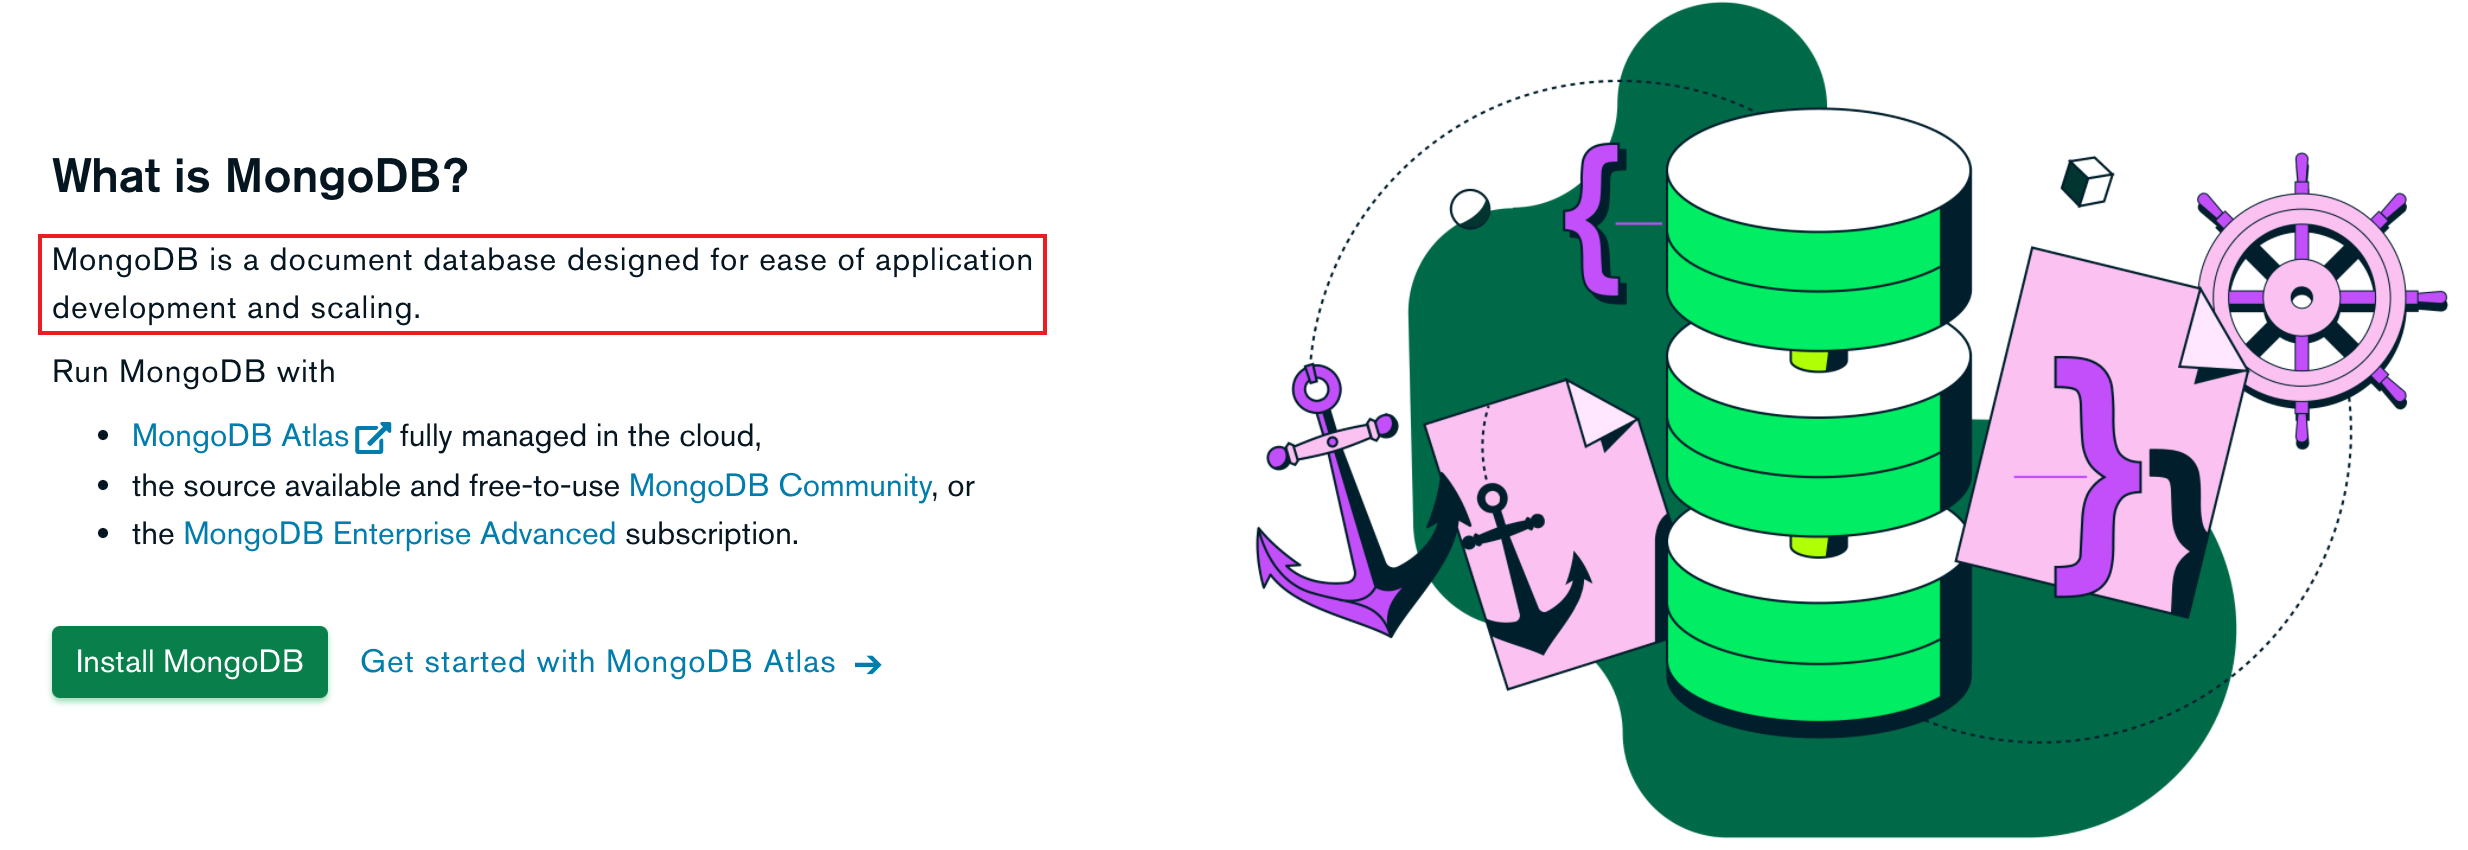 What is MongoDB?
MongoDB is a document database designed for ease of application
development and scaling.
Run MongoDB with
• MongoDB Atlas fully managed in the cloud,
• the source available and free-to-use MongoDB Community, or
• the MongoDB Enterprise Advanced subscription.
Install MongoDB Get started with MongoDB Atlas →
{
}
}